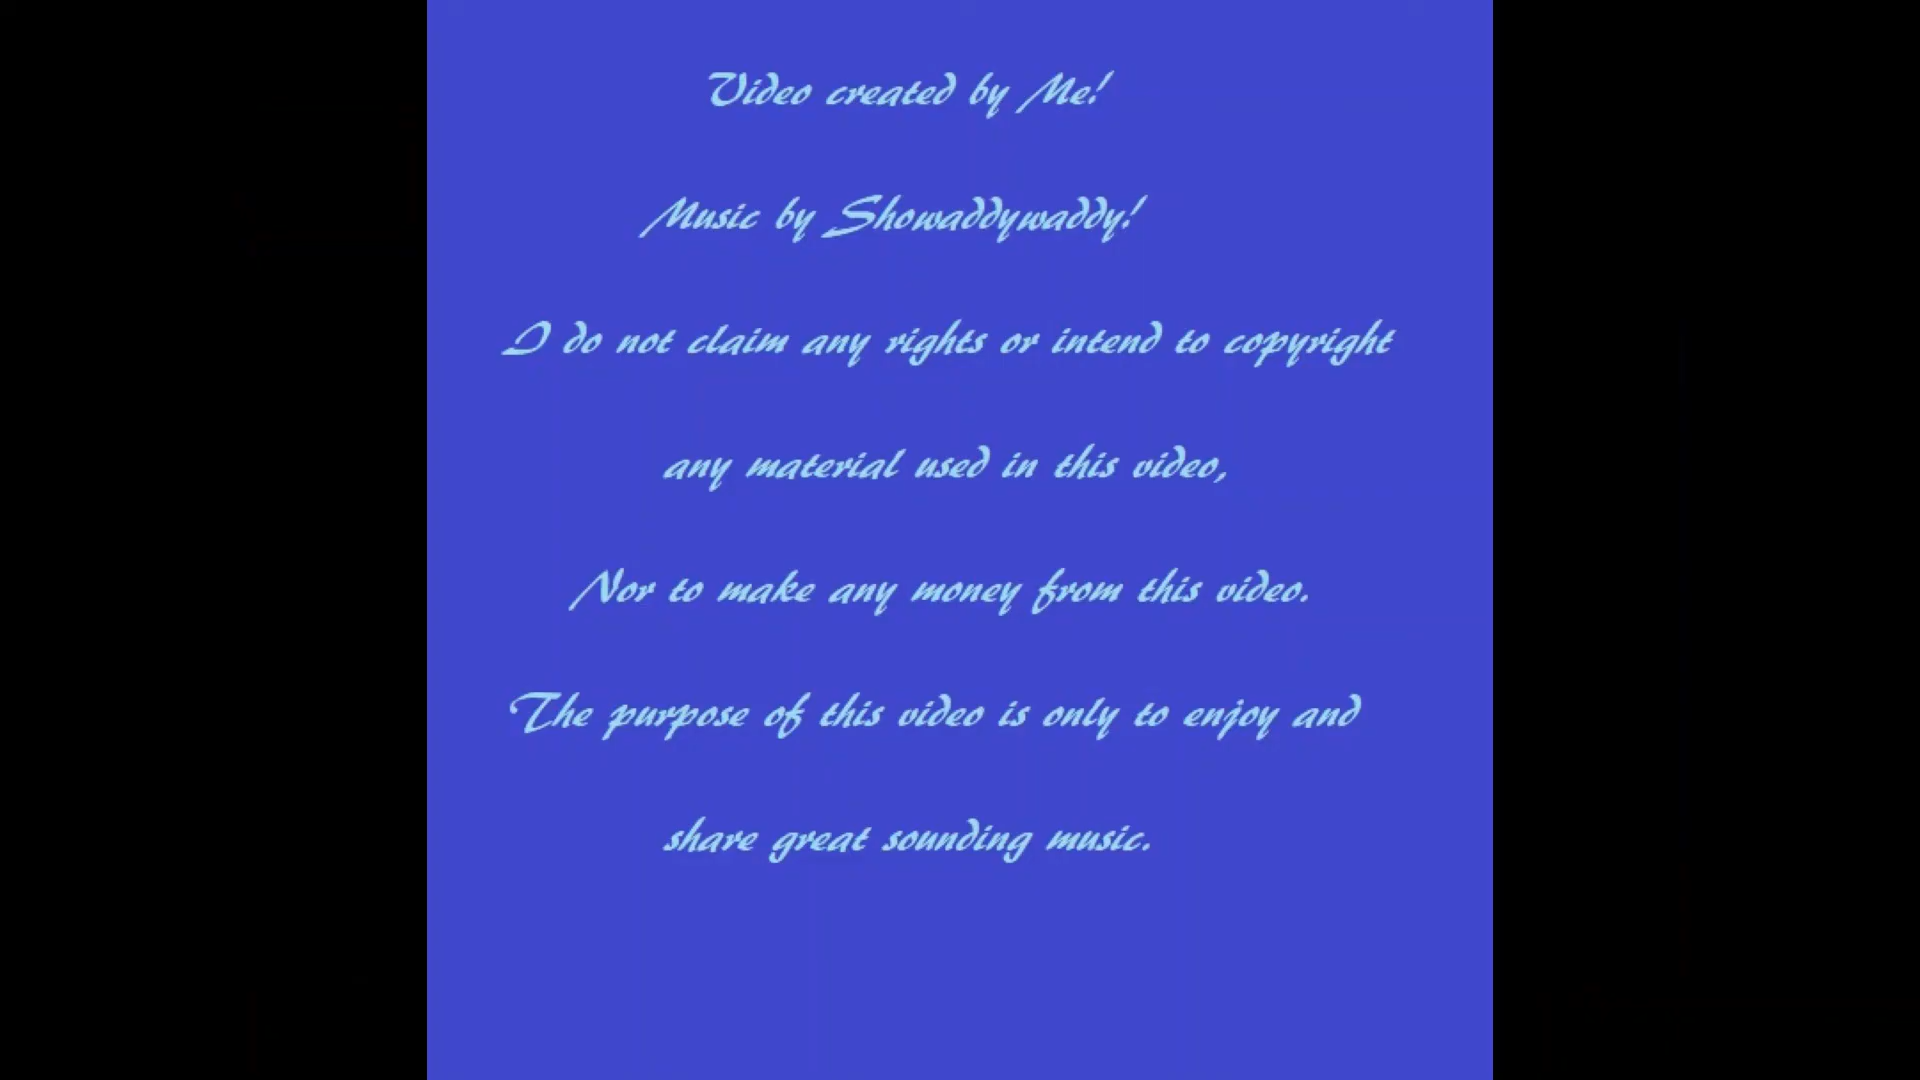 Video created by Me!
Music by Showaddywaddy!
I do not claim any rights or intend to copyright
any material used in this video,
Nor to make any money from this video.
The purpose of this video is only to enjoy and
share great sounding music.